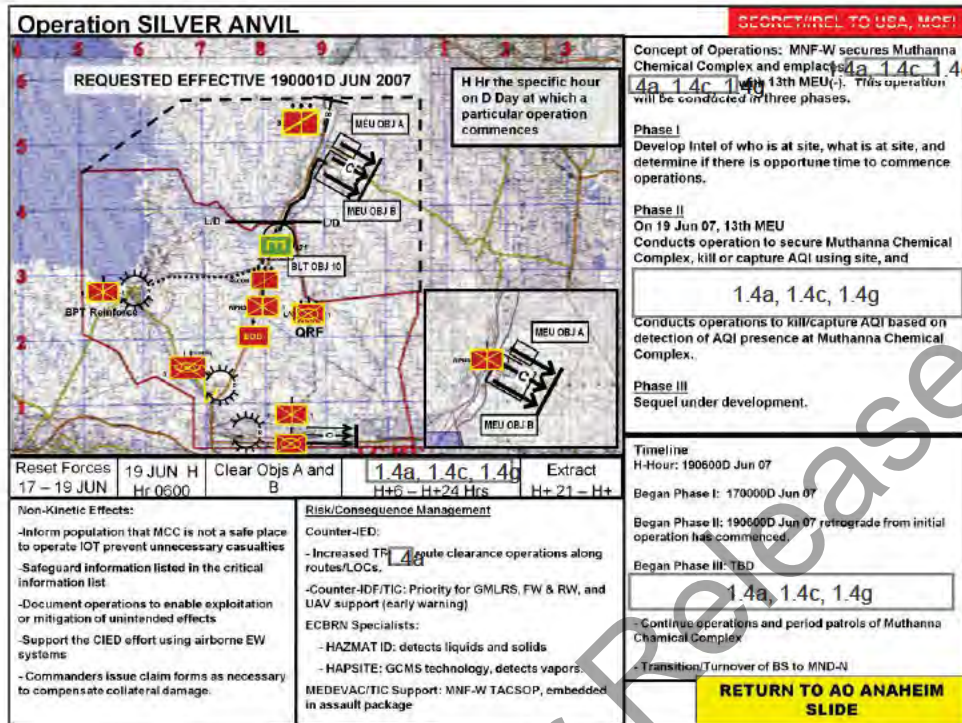 Operation SILVER ANVIL
SECRET//REL TO USA, MCFI
6 7 8 9 1 2 3
REQUESTED EFFECTIVE 190001D JUN 2007
H Hr the specific hour
on D Day at which a
particular operation
commences
5
4
3
2
1
MEU OBJ A
C
MEU OBJ B
L/D
L/D
BLT OBJ 10
BPT Reinforce
QRF
EOD
MEU OBJ A
C
MEU OBJ B
C
Reset Forces
17 – 19 JUN
19 JUN H
Hr 0600
Clear Objs A and
B
1.4a, 1.4c, 1.4g
H+6 – H+24 Hrs
Extract
H+ 21 – H+
Non-Kinetic Effects:
-Inform population that MCC is not a safe place
to operate IOT prevent unnecessary casualties
-Safeguard information listed in the critical
information list
-Document operations to enable exploitation
or mitigation of unintended effects
-Support the CIED effort using airborne EW
systems
- Commanders issue claim forms as necessary
to compensate collateral damage.
Risk/Consequence Management
Counter-IED:
- Increased 1.4a route clearance operations along
routes/LOCs.
-Counter-IDF/TIC: Priority for GMLRS, FW & RW, and
UAV support (early warning)
ECBRN Specialists:
- HAZMAT ID: detects liquids and solids
- HAPSITE: GCMS technology, detects vapors.
MEDEVAC/TIC Support: MNF-W TACSOP, embedded
in assault package
Concept of Operations: MNF-W secures Muthanna
Chemical Complex and emplaces 1.4a, 1.4c, 1.4
4a, 1.4c, 1.4g with 13th MEU(-). This operation
will be conducted in three phases.
Phase I
Develop Intel of who is at site, what is at site, and
determine if there is opportune time to commence
operations.
Phase II
On 19 Jun 07, 13th MEU
Conducts operation to secure Muthanna Chemical
Complex, kill or capture AQI using site, and
1.4a, 1.4c, 1.4g
Conducts operations to kill/capture AQI based on
detection of AQI presence at Muthanna Chemical
Complex.
Phase III
Sequel under development.
Timeline
H-Hour: 190600D Jun 07
Began Phase I: 170000D Jun 07
Began Phase II: 190600D Jun 07 retrograde from initial
operation has commenced.
Began Phase III: TBD
1.4a, 1.4c, 1.4g
- Continue operations and period patrols of Muthanna
Chamical Complex
- Transition/Turnover of BS to MND-N
RETURN TO AO ANAHEIM
SLIDE
Release